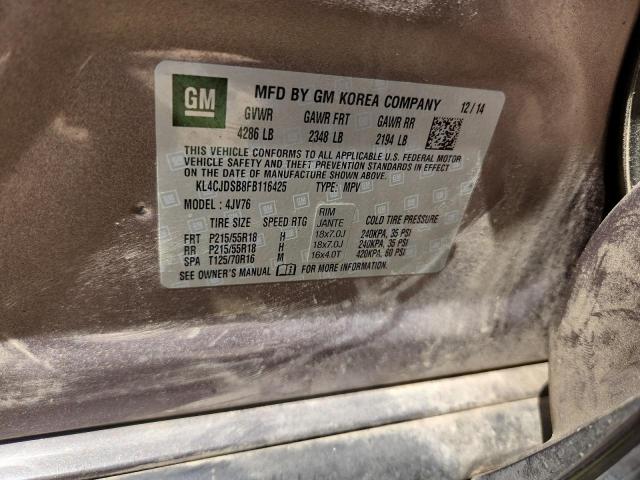 GM
MFD BY GM KOREA COMPANY 12/14
GVWR GAWR FRT GAWR RR
4286 LB 2348 LB 2194 LB
THIS VEHICLE CONFORMS TO ALL APPLICABLE U.S. FEDERAL MOTOR
VEHICLE SAFETY AND THEFT PREVENTION STANDARDS IN EFFECT
ON THE DATE OF MANUFACTURE SHOWN ABOVE.
KL4CJDSB8FB116425 TYPE: MPV
MODEL : 4JV76
TIRE SIZE SPEED RTG RIM JANTE COLD TIRE PRESSURE
FRT P215/55R18 H 18x7.0J 240KPA, 35 PSI
RR P215/55R18 H 18x7.0J 240KPA, 35 PSI
SPA T125/70R16 M 16x4.0T 420KPA, 60 PSI
SEE OWNER'S MANUAL FOR MORE INFORMATION.